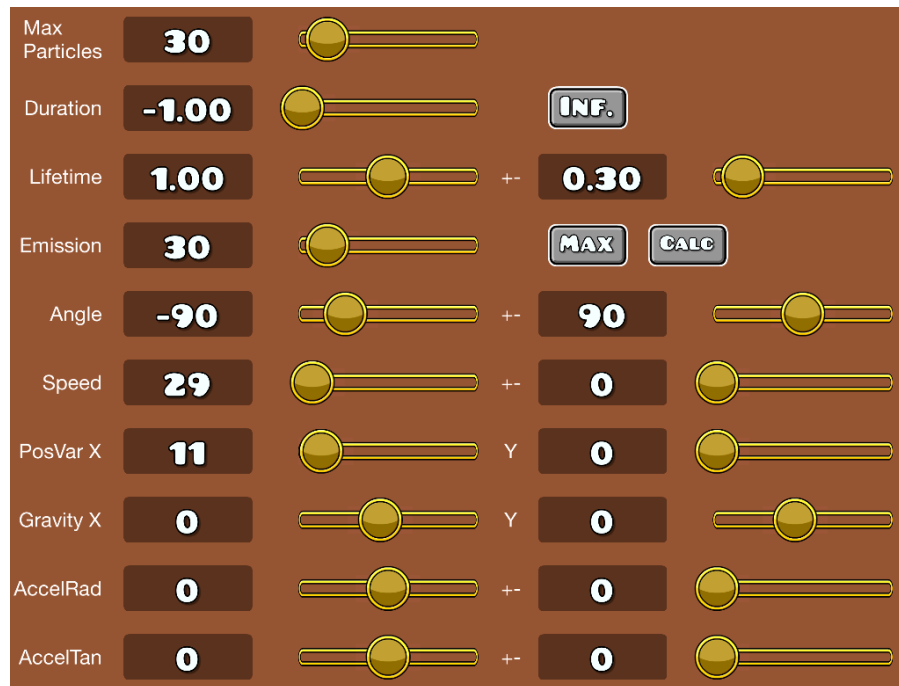 Max
Particles 30
Duration -1.00 INF.
Lifetime 1.00 +- 0.30
Emission 30 MAX CALC
Angle -90 +- 90
Speed 29 +- 0
PosVar X 11 Y 0
Gravity X 0 Y 0
AccelRad 0 +- 0
AccelTan 0 +- 0